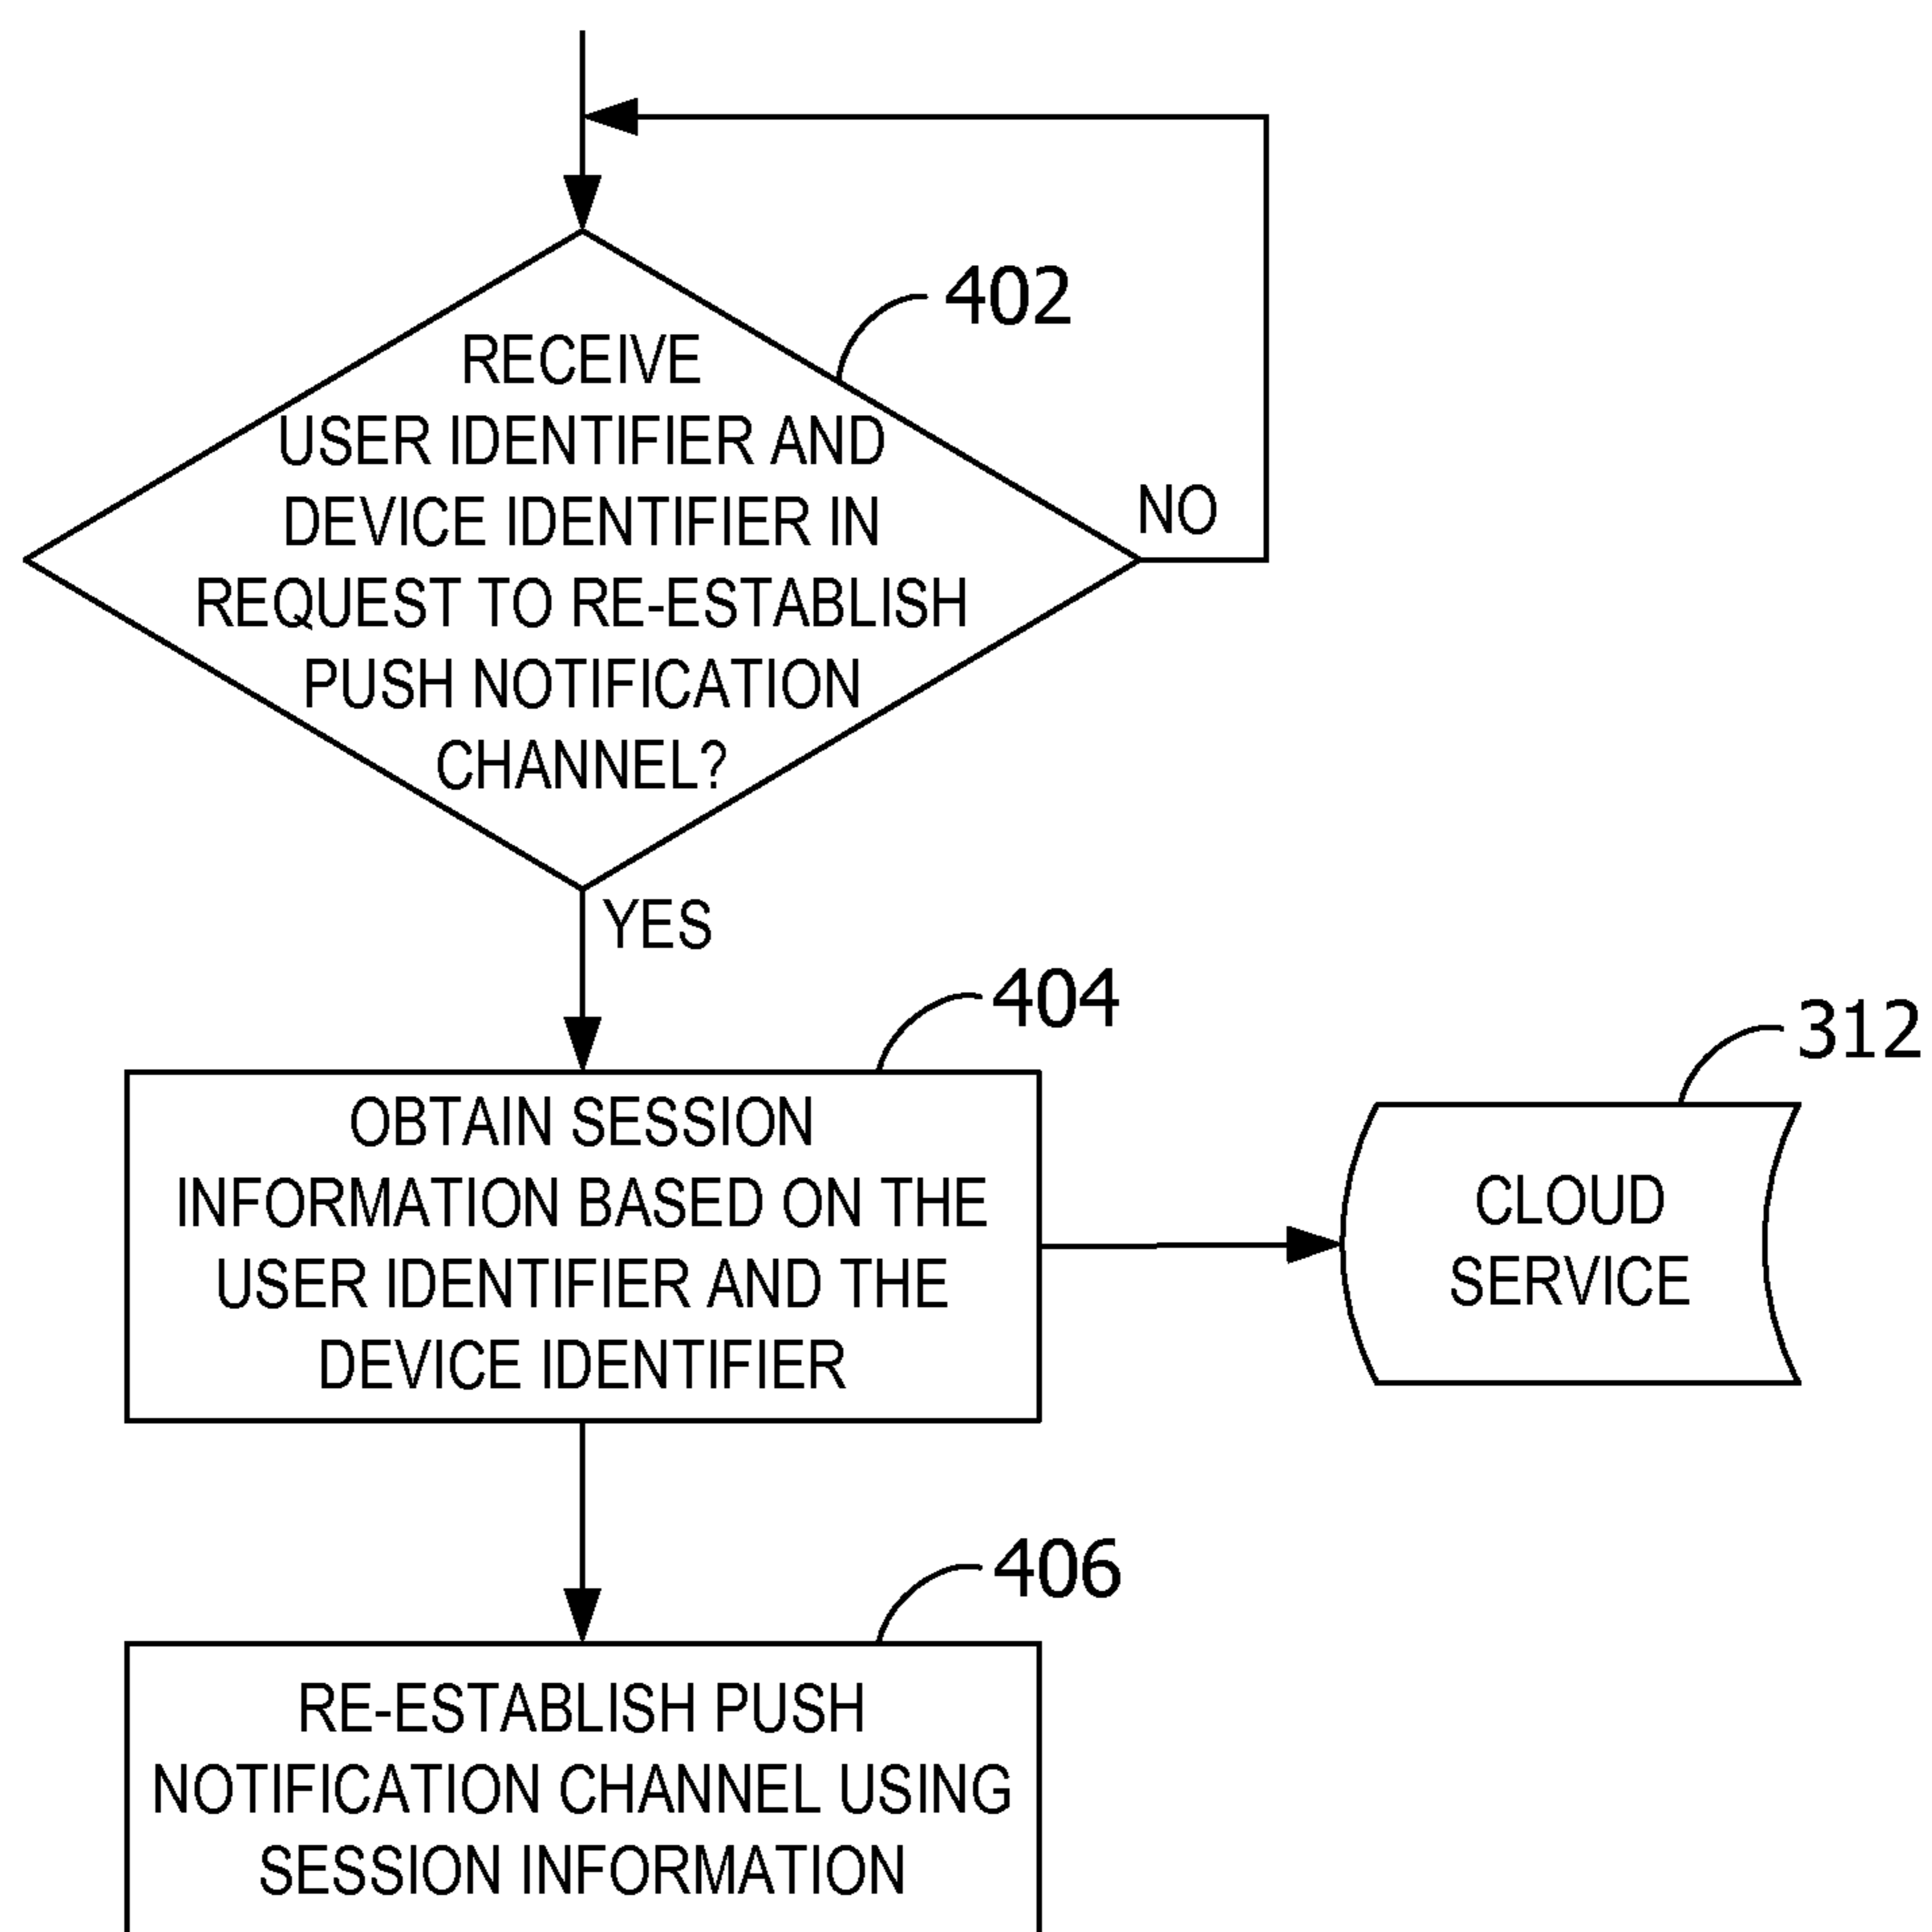 402
RECEIVE
USER IDENTIFIER AND
DEVICE IDENTIFIER IN
REQUEST TO RE-ESTABLISH
PUSH NOTIFICATION
CHANNEL?
NO
YES
404
OBTAIN SESSION
INFORMATION BASED ON THE
USER IDENTIFIER AND THE
DEVICE IDENTIFIER
312
CLOUD
SERVICE
406
RE-ESTABLISH PUSH
NOTIFICATION CHANNEL USING
SESSION INFORMATION